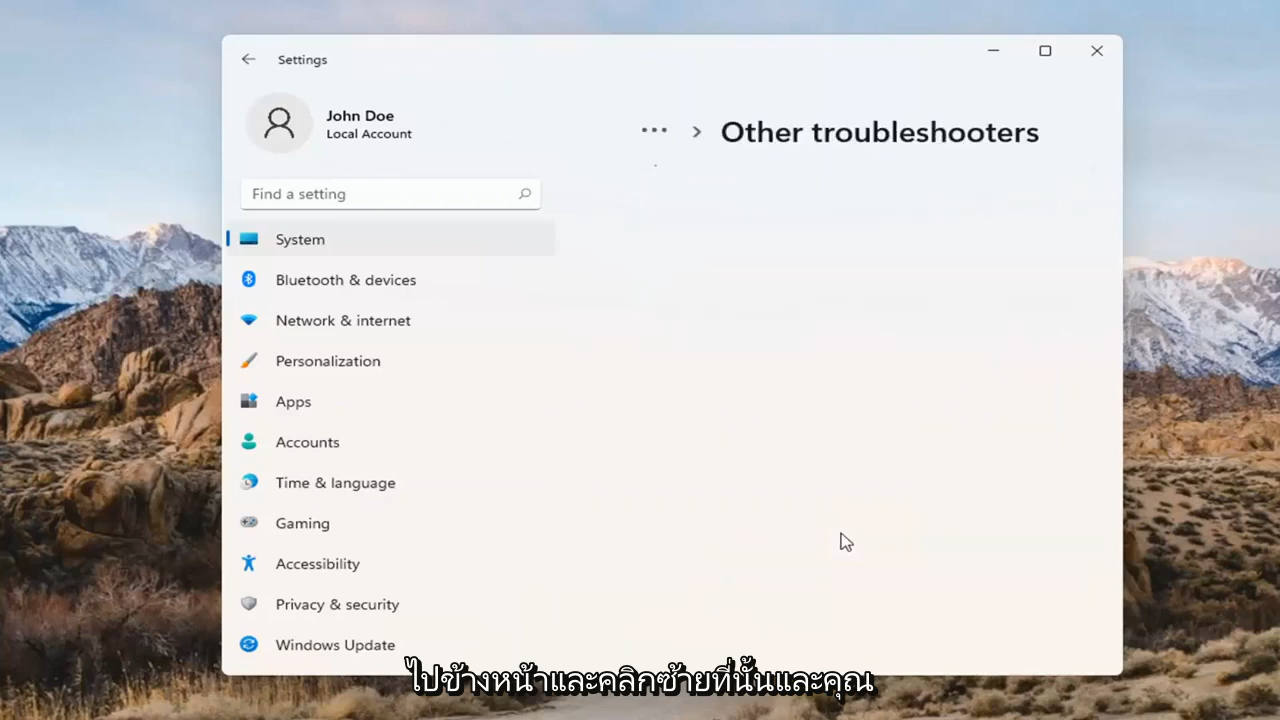 Settings
John Doe
Local Account
Other troubleshooters
Find a setting
System
Bluetooth & devices
Network & internet
Personalization
Apps
Accounts
Time & language
Gaming
Accessibility
Privacy & security
Windows Update
ไปข้างหน้าและคลิกซ้ายที่นั้นและคุณ